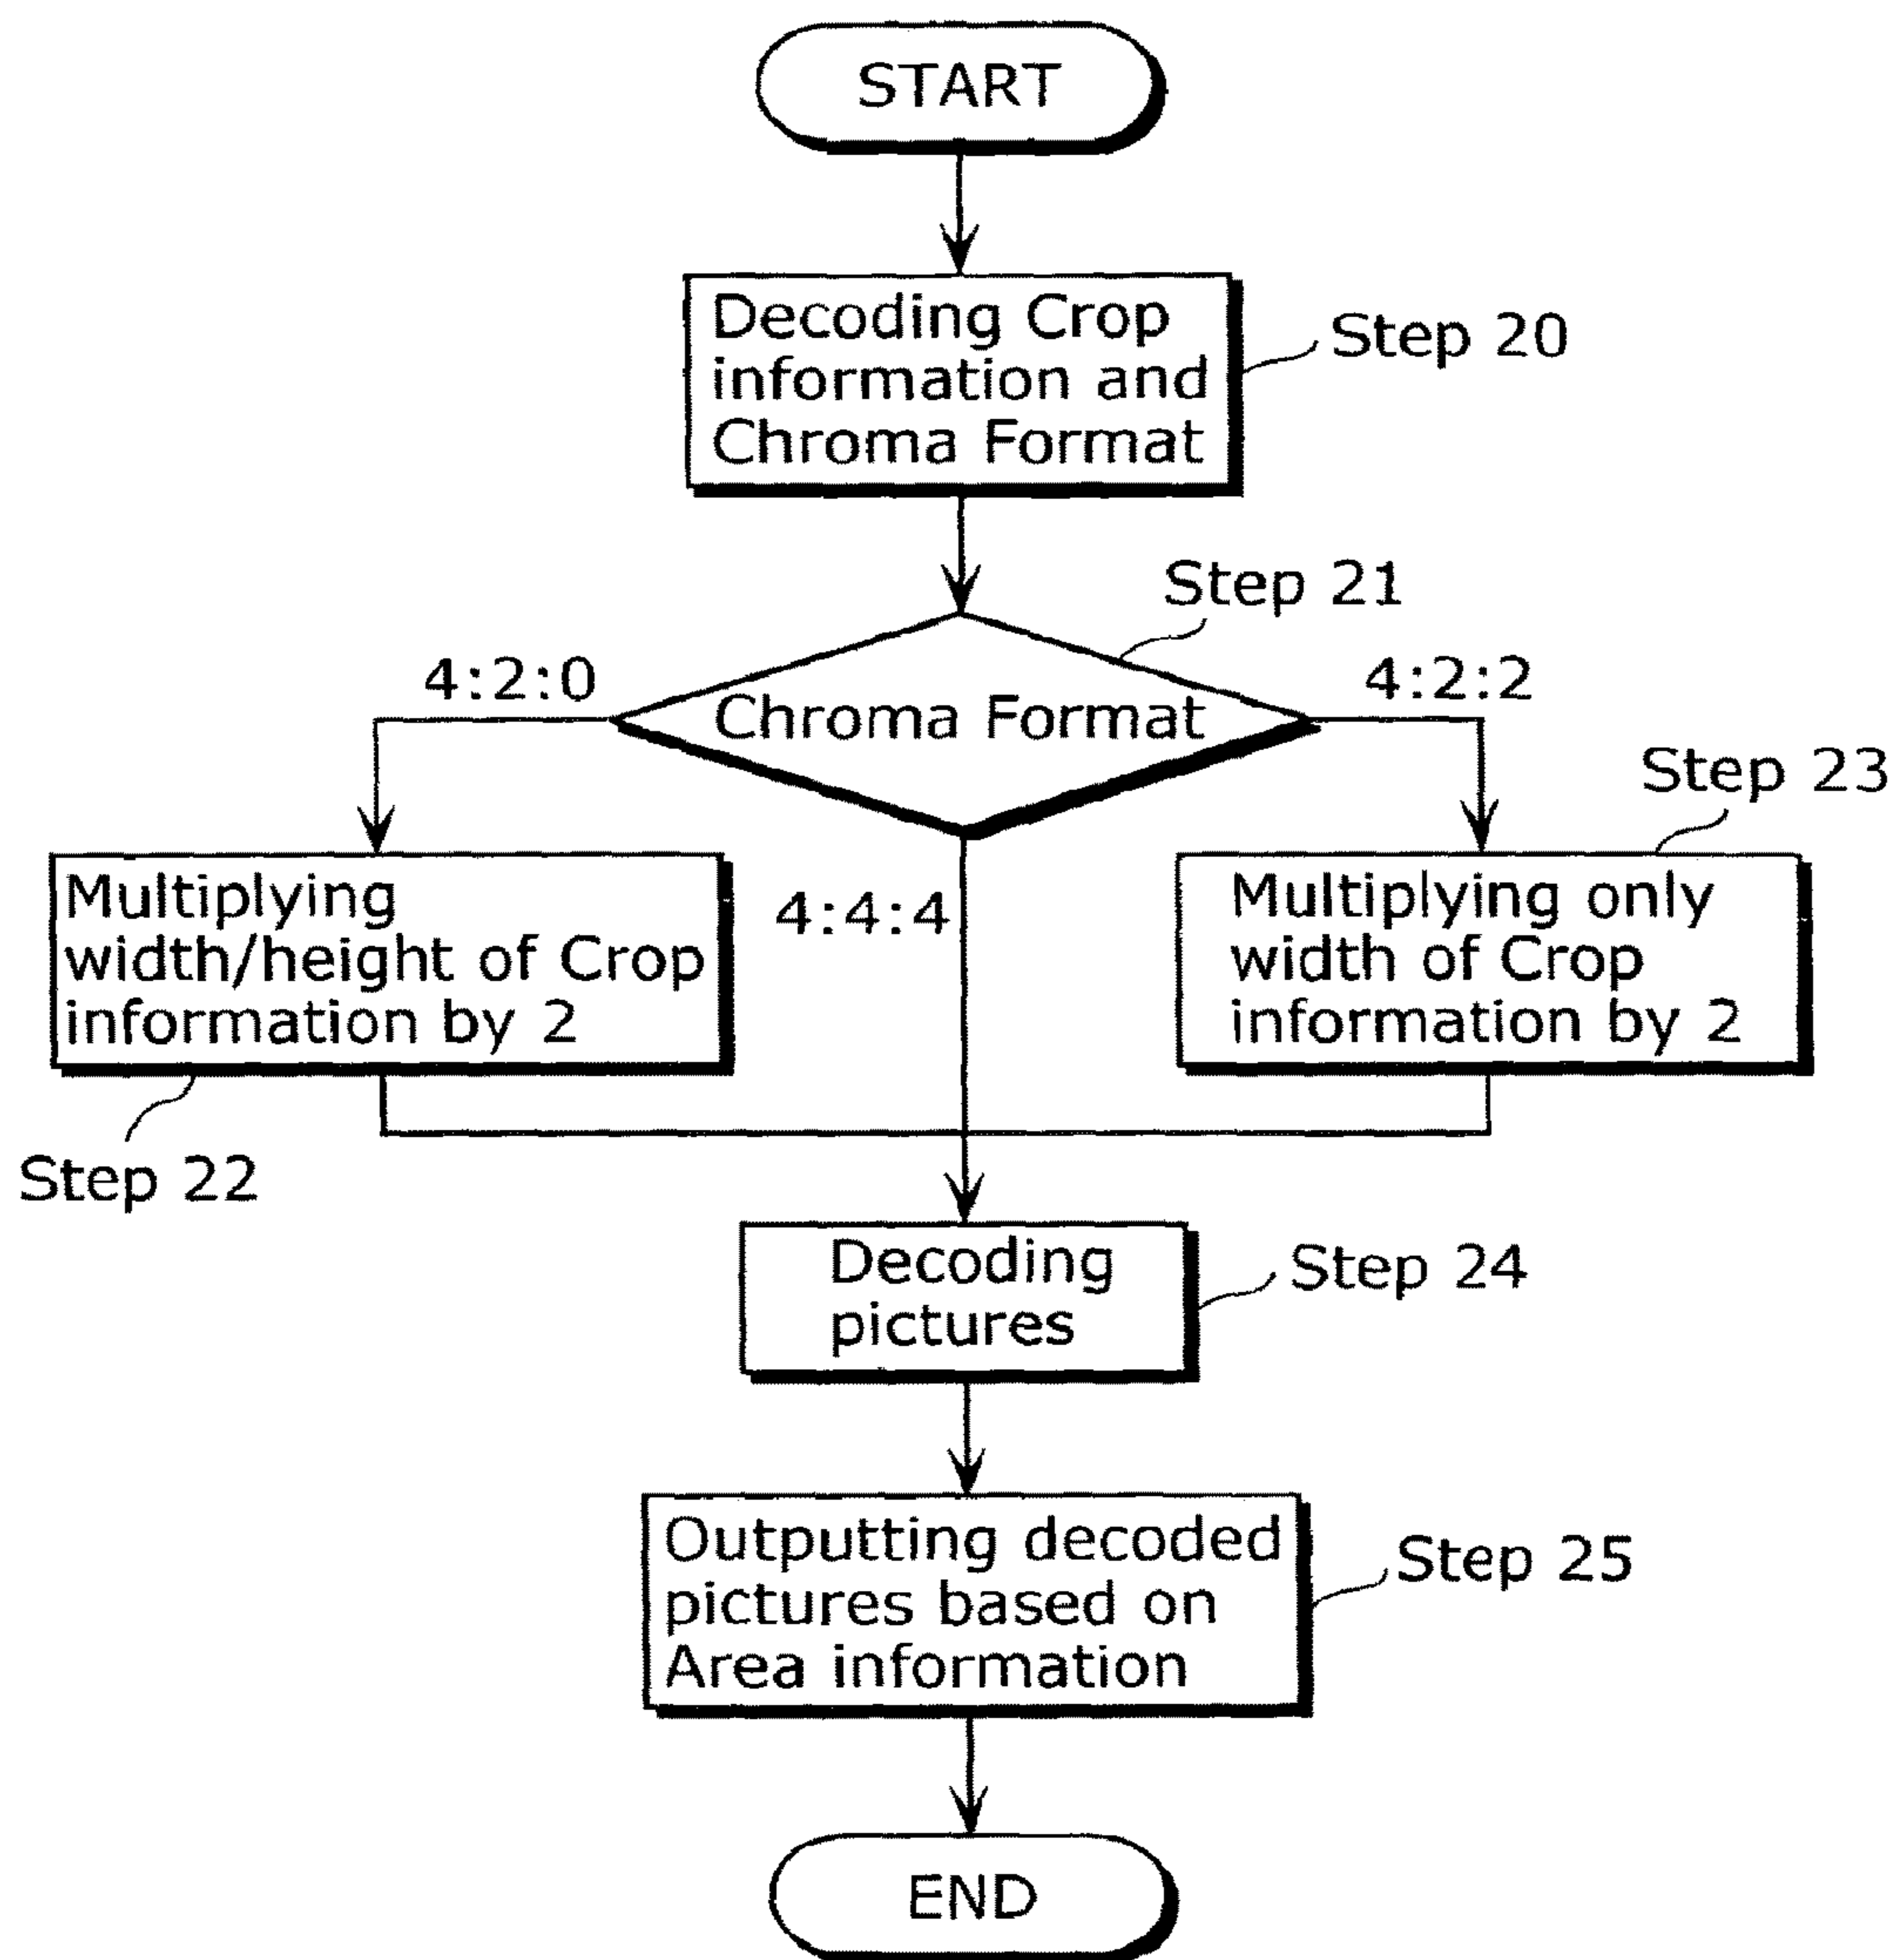 START
Decoding Crop
information and
Chroma Format
Step 20
Step 21
4:2:0
Chroma Format
4:2:2
Step 23
Multiplying
width/height of Crop
information by 2
4:4:4
Multiplying only
width of Crop
information by 2
Step 22
Decoding
pictures
Step 24
Outputting decoded
pictures based on
Area information
Step 25
END